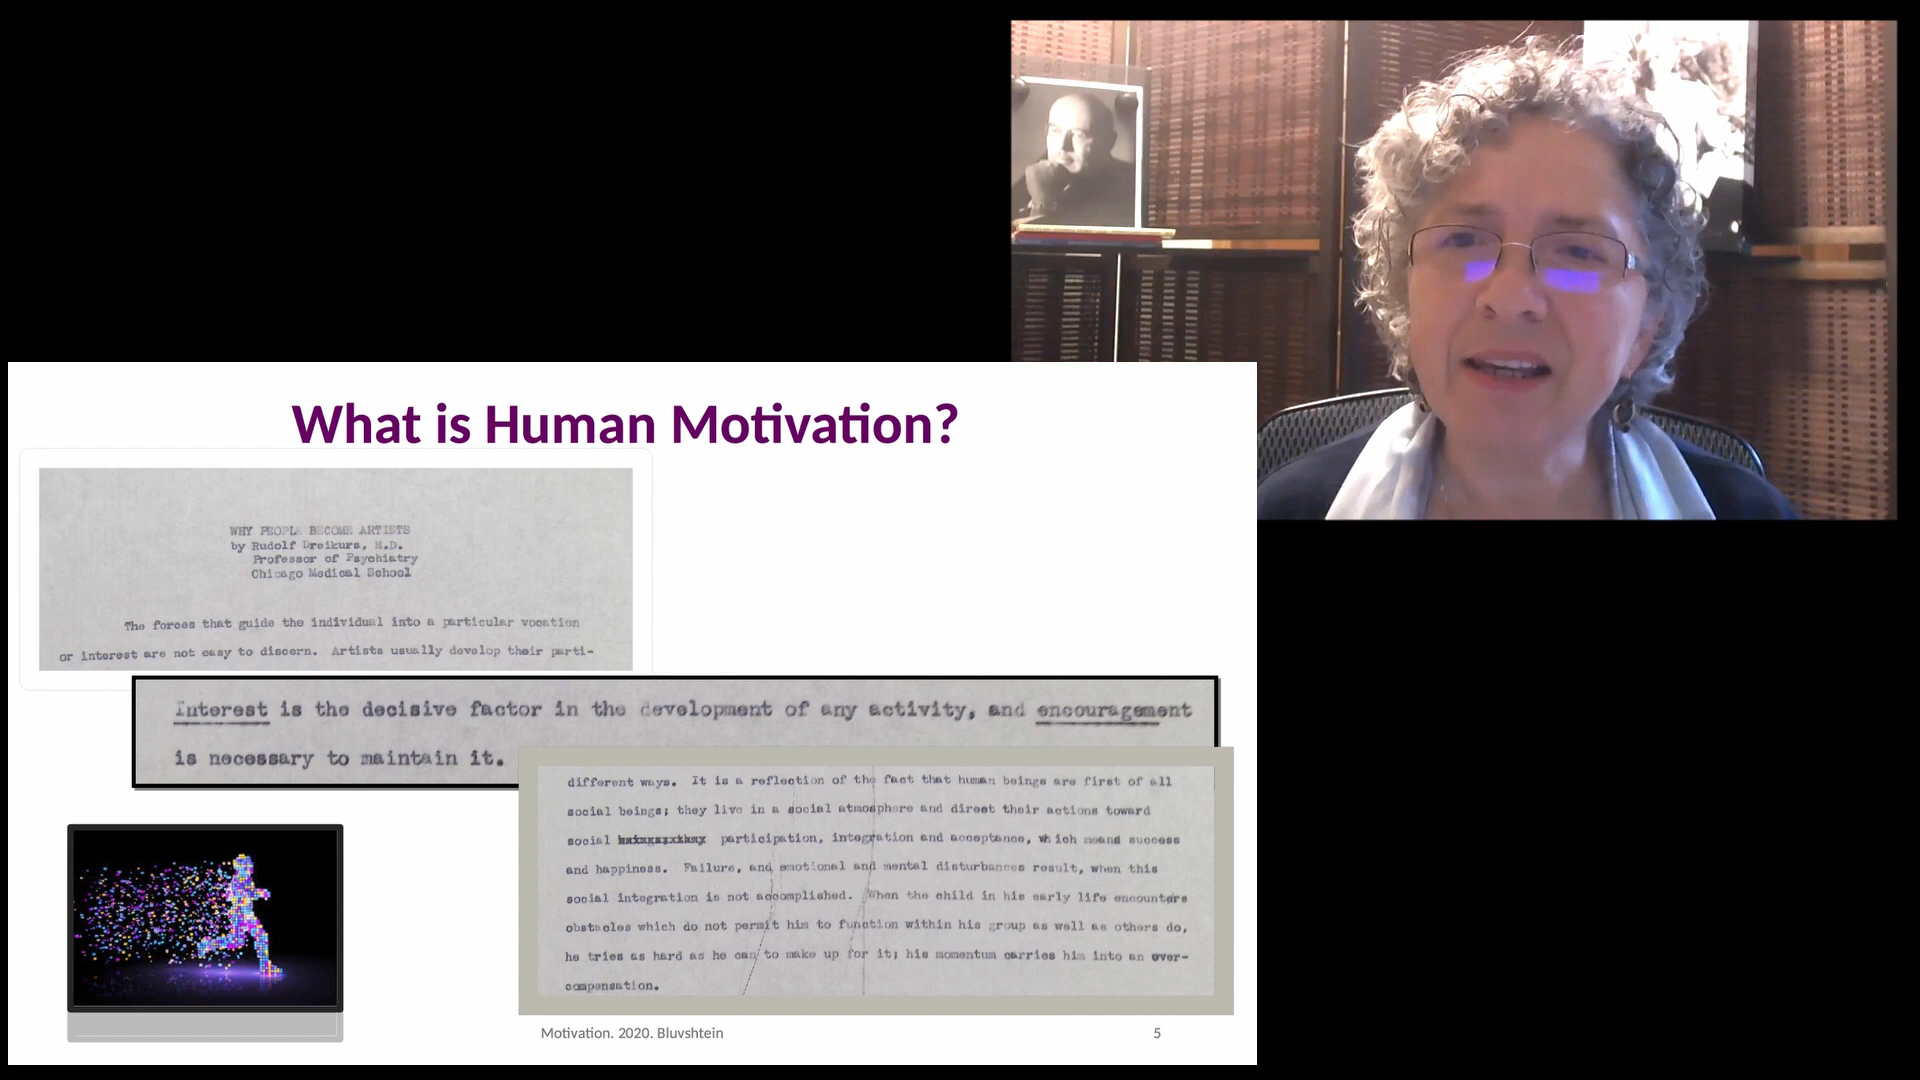 What is Human Motivation?
WHY PEOPLE BECOME ARTISTS
by Rudolf Dreikurs, M.D.
Professor of Psychiatry
Chicago Medical School
The forces that guide the individual into a particular vocation
or interest are not easy to discern. Artists usually develop their parti-
Interest is the decisive factor in the development of any activity, and encouragement
is necessary to maintain it.
different ways. It is a reflection of the fact that human beings are first of all
social beings; they live in a social atmosphere and direct their actions toward
social participation, integration and acceptance, which meand success
and happiness. Failure, and emotional and mental disturbances result, when this
social integration is not accomplished. When the child in his early life encounters
obstacles which do not permit him to function within his group as well as others do,
he tries as hard as he can to make up for it; his momentum carries him into an over-
compensation.
Motivation. 2020. Bluvshtein
5